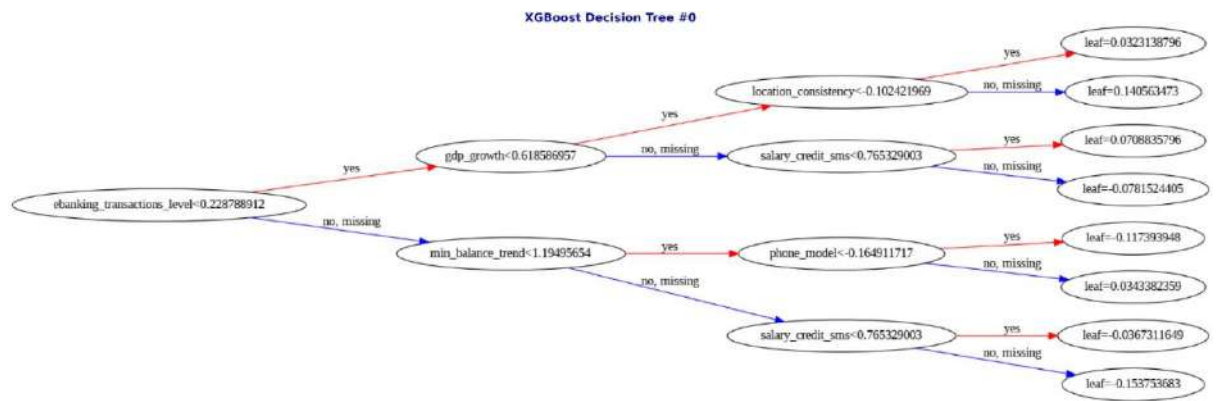 XGBoost Decision Tree #0
yes
leaf=0.0323138796
location_consistency<-0.102421969
no, missing
leaf=0.140563473
yes
gdp_growth<0.618586957
no, missing
salary_credit_sms<0.765329003
yes
leaf=0.0708835796
no, missing
leaf=-0.0781524405
yes
ebanking_transactions_level<0.228788912
no, missing
min_balance_trend<1.19495654
yes
phone_model<-0.164911717
yes
leaf=-0.117393948
no, missing
leaf=0.0343382359
no, missing
salary_credit_sms<0.765329003
yes
leaf=-0.0367311649
no, missing
leaf=-0.153753683